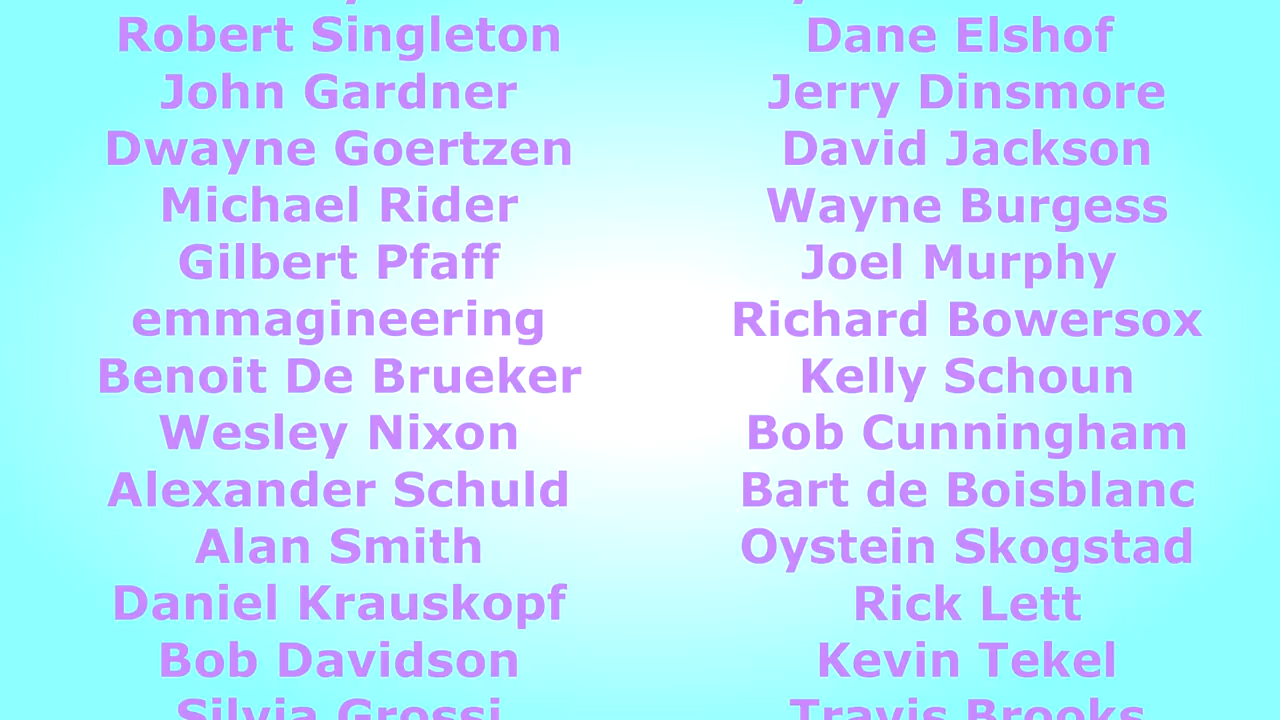 Robert Singleton
John Gardner
Dwayne Goertzen
Michael Rider
Gilbert Pfaff
emmagineering
Benoit De Brueker
Wesley Nixon
Alexander Schuld
Alan Smith
Daniel Krauskopf
Bob Davidson
Silvia Grossi
Dane Elshof
Jerry Dinsmore
David Jackson
Wayne Burgess
Joel Murphy
Richard Bowersox
Kelly Schoun
Bob Cunningham
Bart de Boisblanc
Oystein Skogstad
Rick Lett
Kevin Tekel
Travis Brooks